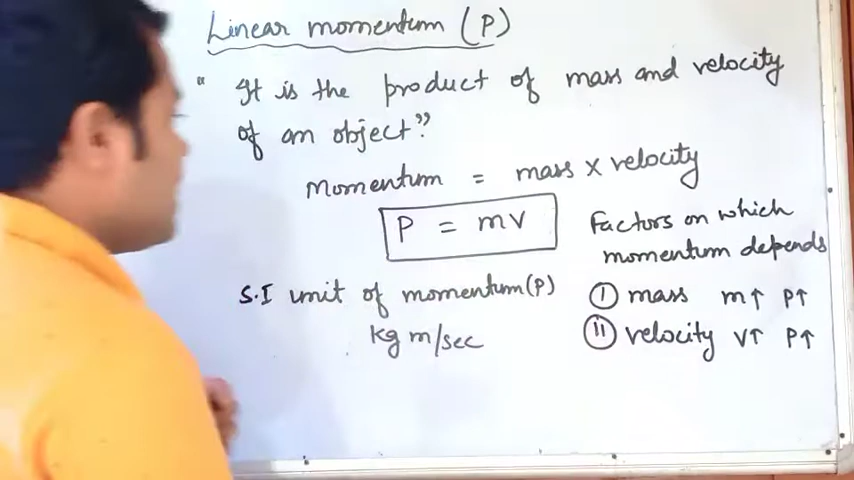 Linear momentum (P)
" It is the product of mass and velocity
of an object"
momentum = mass x velocity
P = mv
Factors on which
momentum depends
S.I unit of momentum(P)
kg m/sec
(i) mass m↑ P↑
(ii) velocity v↑ P↑